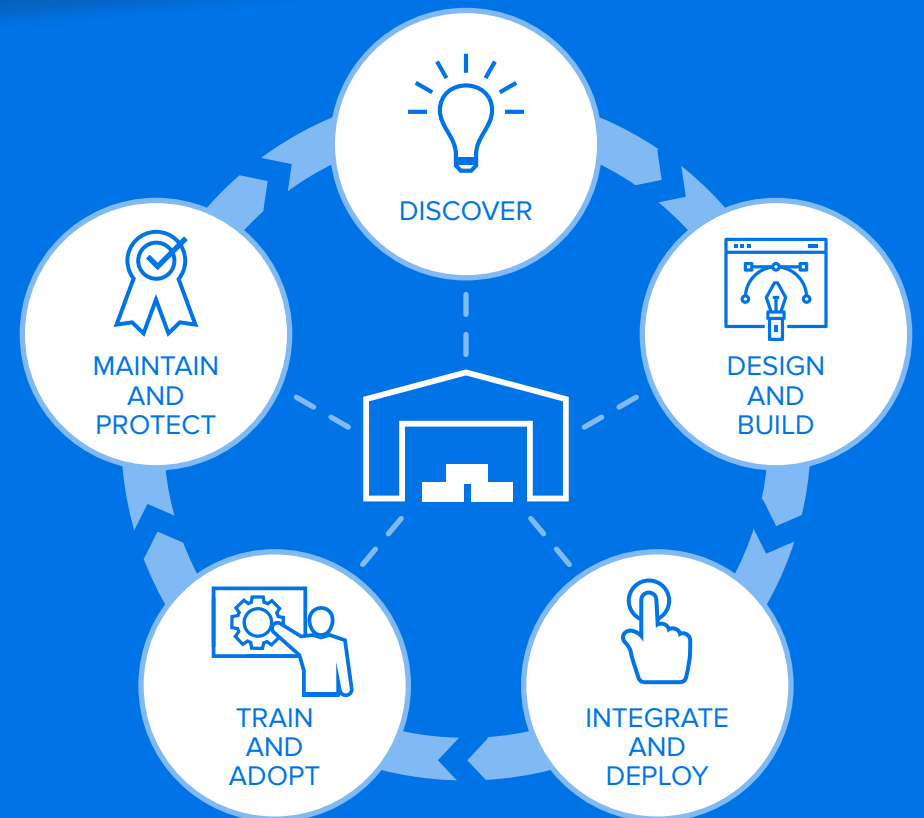 DISCOVER
DESIGN
AND
BUILD
INTEGRATE
AND
DEPLOY
TRAIN
AND
ADOPT
MAINTAIN
AND
PROTECT